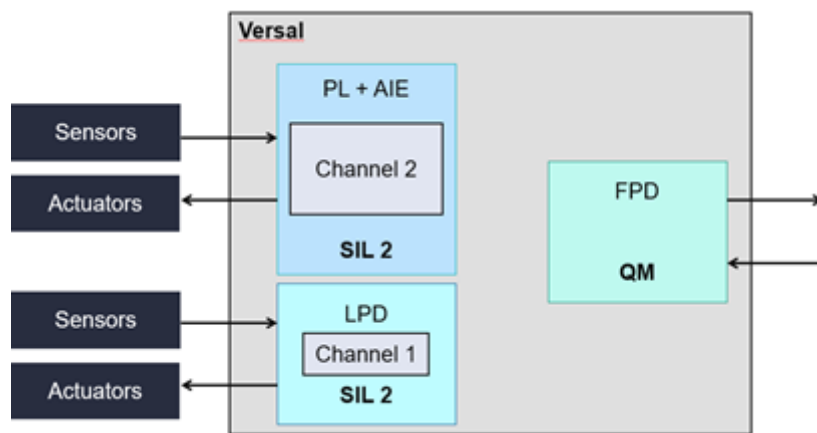 Versal
PL + AIE
Sensors
Channel 2
Actuators
SIL 2
FPD
QM
Sensors
LPD
Channel 1
Actuators
SIL 2